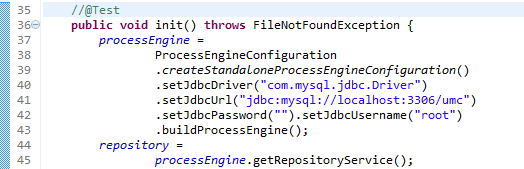 35 //@Test
36 public void init() throws FileNotFoundException {
37 processEngine =
38 ProcessEngineConfiguration
39 .createStandaloneProcessEngineConfiguration()
40 .setJdbcDriver("com.mysql.jdbc.Driver")
41 .setJdbcUrl("jdbc:mysql://localhost:3306/umc")
42 .setJdbcPassword("").setJdbcUsername("root")
43 .buildProcessEngine();
44 repository =
45 processEngine.getRepositoryService();